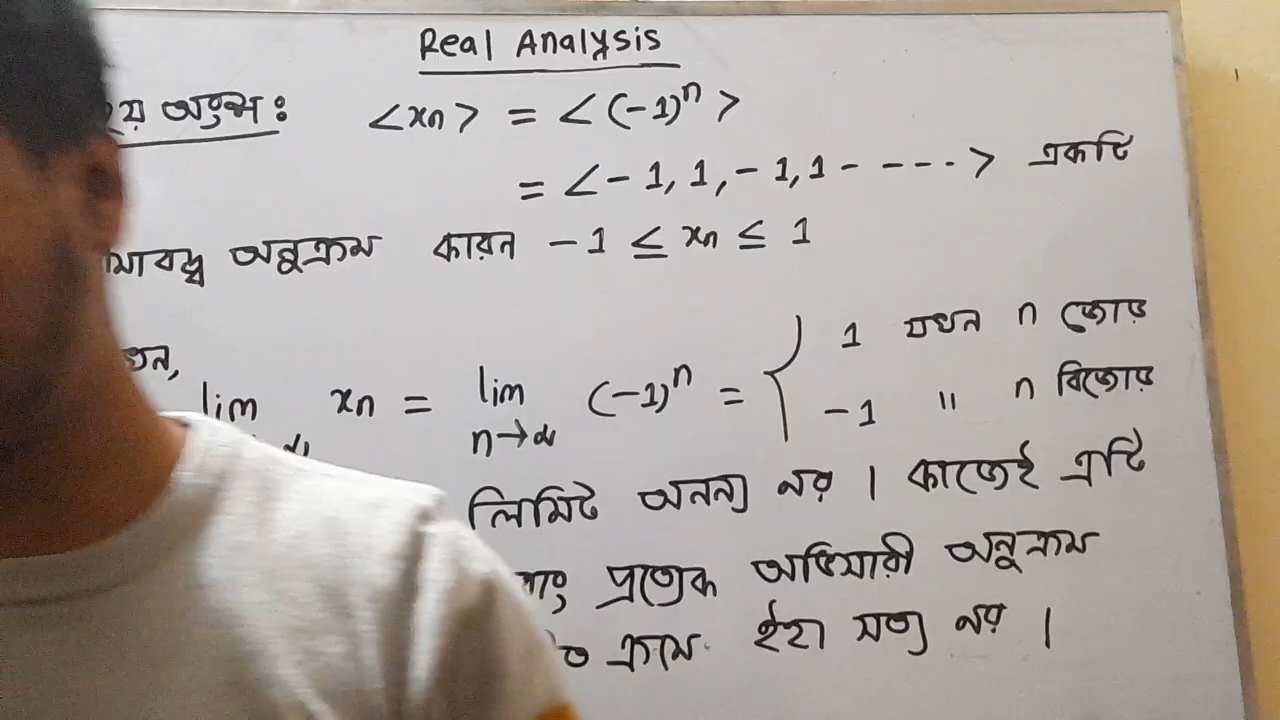 Real Analysis
য় অংশঃ <xn> = <(-1)^n>
= <-1, 1, -1, 1 - - - - - > একটি
অনুক্রম কারন -1 ≤ xn ≤ 1
lim xn = lim n→∝ (-1)^n = { 1 যখন n জোড়
-1 " n বিজোড়
লিমিট অনন্য নয় । কাজেই এটি
প্রত্যেক অভিসারী অনুক্রম
ক্রমে ইহা সত্য নয় ।